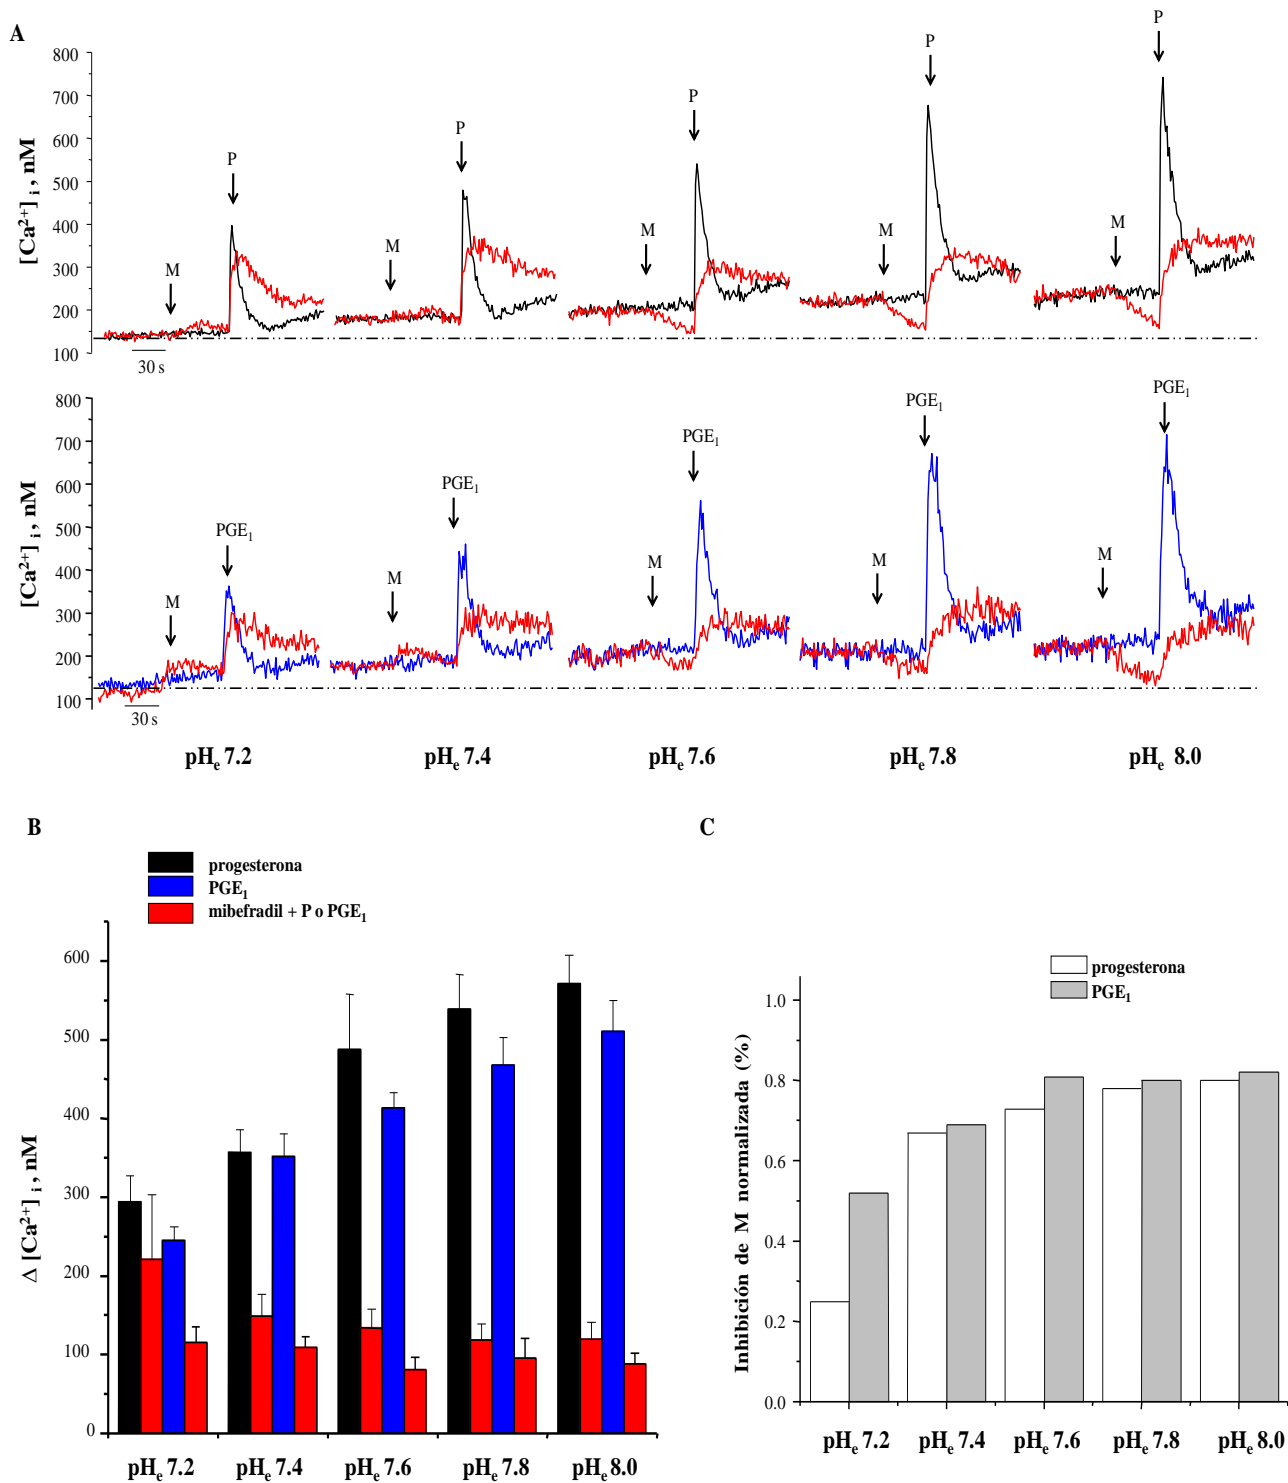 A
800
700
600
500
400
300
200
100
[Ca²⁺] i , nM
M
P
M
P
M
P
M
P
M
P
30 s
800
700
600
500
400
300
200
100
[Ca²⁺] i , nM
M
PGE₁
M
PGE₁
M
PGE₁
M
PGE₁
M
PGE₁
30 s
pHₑ 7.2 pHₑ 7.4 pHₑ 7.6 pHₑ 7.8 pHₑ 8.0
B
progesterona
PGE₁
mibefradil + P o PGE₁
600
500
400
300
200
100
0
Δ [Ca²⁺] i , nM
pHₑ 7.2 pHₑ 7.4 pHₑ 7.6 pHₑ 7.8 pHₑ 8.0
C
progesterona
PGE₁
1.0
0.8
0.6
0.4
0.2
0.0
Inhibición de M normalizada (%)
pHₑ 7.2 pHₑ 7.4 pHₑ 7.6 pHₑ 7.8 pHₑ 8.0